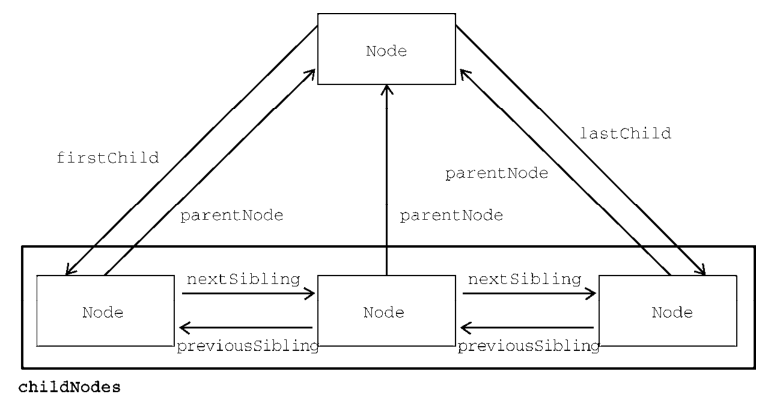 Node
lastChild
firstChild
parentNode
parentNode
parentNode
nextSibling
nextSibling
Node
Node
Node
previousSibling
previousSibling
childNodes